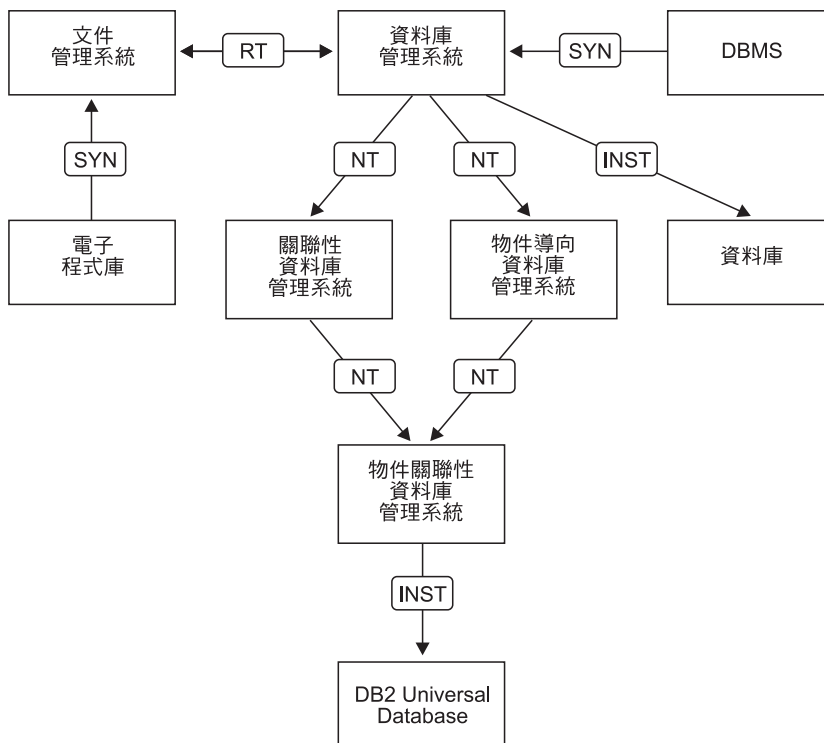 文件
管理系統
RT
資料庫
管理系統
SYN
DBMS
SYN
NT
NT
INST
電子
程式庫
關聯性
資料庫
管理系統
物件導向
資料庫
管理系統
資料庫
NT
NT
物件關聯性
資料庫
管理系統
INST
DB2 Universal
Database